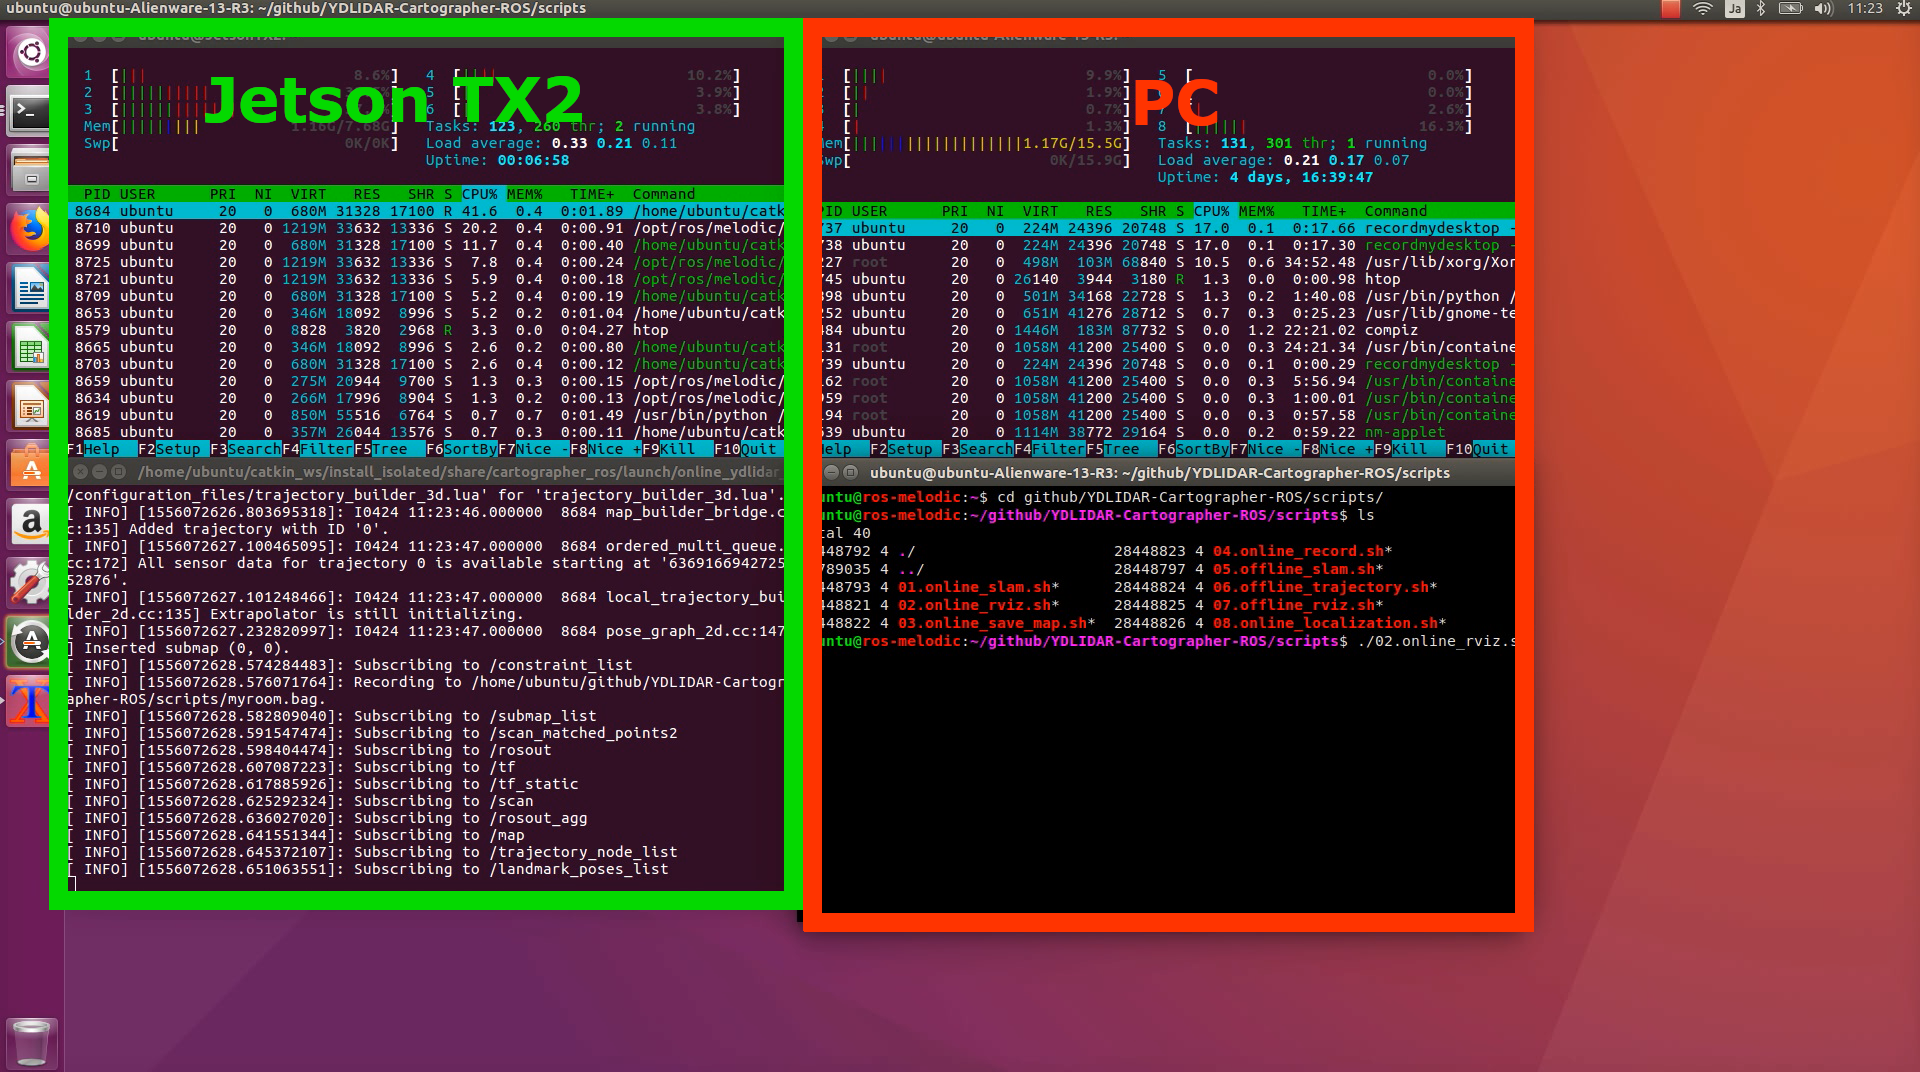 ubuntu@ubuntu-Alienware-13-R3: ~/github/YDLIDAR-Cartographer-ROS/scripts
Ja
11:23
Jetson TX2
1 [||| 8.6%] 4 10.2%]
2 5 3.9%]
3 6 3.8%]
Mem[ 1.16G/7.68G] Tasks: 123, 260 thr; 2 running
Swp[ 0K/0K] Load average: 0.33 0.21 0.11
Uptime: 00:06:58
PID USER PRI NI VIRT RES SHR S CPU% MEM% TIME+ Command
8684 ubuntu 20 0 680M 31328 17100 R 41.6 0.4 0:01.89 /home/ubuntu/catk
8710 ubuntu 20 0 1219M 33632 13336 S 20.2 0.4 0:00.91 /opt/ros/melodic/
8699 ubuntu 20 0 680M 31328 17100 S 11.7 0.4 0:00.40 /home/ubuntu/catk
8725 ubuntu 20 0 1219M 33632 13336 S 7.8 0.4 0:00.24 /opt/ros/melodic/
8721 ubuntu 20 0 1219M 33632 13336 S 5.9 0.4 0:00.18 /opt/ros/melodic/
8709 ubuntu 20 0 680M 31328 17100 S 5.2 0.4 0:00.19 /home/ubuntu/catk
8653 ubuntu 20 0 346M 18092 8996 S 5.2 0.2 0:01.04 /home/ubuntu/catk
8579 ubuntu 20 0 8828 3820 2968 R 3.3 0.0 0:04.27 htop
8665 ubuntu 20 0 346M 18092 8996 S 2.6 0.2 0:00.80 /home/ubuntu/catk
8703 ubuntu 20 0 680M 31328 17100 S 2.6 0.4 0:00.12 /home/ubuntu/catk
8659 ubuntu 20 0 275M 20944 9700 S 1.3 0.3 0:00.15 /opt/ros/melodic/
8634 ubuntu 20 0 266M 17996 8904 S 1.3 0.2 0:00.13 /opt/ros/melodic/
8619 ubuntu 20 0 850M 55516 6764 S 0.7 0.7 0:01.49 /usr/bin/python /
8685 ubuntu 20 0 357M 26044 13576 S 0.7 0.3 0:00.11 /home/ubuntu/catk
F1Help F2Setup F3SearchF4FilterF5Tree F6SortByF7Nice -F8Nice +F9Kill F10Quit
/home/ubuntu/catkin_ws/install_isolated/share/cartographer_ros/launch/online_ydlidar_
/configuration_files/trajectory_builder_3d.lua' for 'trajectory_builder_3d.lua'.
[ INFO] [1556072626.803695318]: I0424 11:23:46.000000 8684 map_builder_bridge.c
c:135] Added trajectory with ID '0'.
[ INFO] [1556072627.100465095]: I0424 11:23:47.000000 8684 ordered_multi_queue.
cc:172] All sensor data for trajectory 0 is available starting at '6369166942725
52876'.
[ INFO] [1556072627.101248466]: I0424 11:23:47.000000 8684 local_trajectory_bui
lder_2d.cc:135] Extrapolator is still initializing.
[ INFO] [1556072627.232820997]: I0424 11:23:47.000000 8684 pose_graph_2d.cc:147
] Inserted submap (0, 0).
[ INFO] [1556072628.574284483]: Subscribing to /constraint_list
[ INFO] [1556072628.576071764]: Recording to /home/ubuntu/github/YDLIDAR-Cartogr
apher-ROS/scripts/myroom.bag.
[ INFO] [1556072628.582809040]: Subscribing to /submap_list
[ INFO] [1556072628.591547474]: Subscribing to /scan_matched_points2
[ INFO] [1556072628.598404474]: Subscribing to /rosout
[ INFO] [1556072628.607087223]: Subscribing to /tf
[ INFO] [1556072628.617885926]: Subscribing to /tf_static
[ INFO] [1556072628.625292324]: Subscribing to /scan
[ INFO] [1556072628.636027020]: Subscribing to /rosout_agg
[ INFO] [1556072628.641551344]: Subscribing to /map
[ INFO] [1556072628.645372107]: Subscribing to /trajectory_node_list
[ INFO] [1556072628.651063551]: Subscribing to /landmark_poses_list
PC
[|||| 9.9%] 5 [ 0.0%]
[|| 1.9%] 0.0%]
[| 0.7%] 2.6%]
[| 1.3%] 8 16.3%]
1.17G/15.5G] Tasks: 131, 301 thr; 1 running
wp[ 0K/15.9G] Load average: 0.21 0.17 0.07
Uptime: 4 days, 16:39:47
PID USER PRI NI VIRT RES SHR S CPU% MEM% TIME+ Command
737 ubuntu 20 0 224M 24396 20748 S 17.0 0.1 0:17.66 recordmydesktop -
738 ubuntu 20 0 224M 24396 20748 S 17.0 0.1 0:17.30 recordmydesktop -
227 root 20 0 498M 103M 68840 S 10.5 0.6 34:52.48 /usr/lib/xorg/Xor
745 ubuntu 20 0 26140 3944 3180 R 1.3 0.0 0:00.98 htop
398 ubuntu 20 0 501M 34168 22728 S 1.3 0.2 1:40.08 /usr/bin/python /
252 ubuntu 20 0 651M 41276 28712 S 0.7 0.3 0:25.23 /usr/lib/gnome-te
484 ubuntu 20 0 1446M 183M 87732 S 0.0 1.2 22:21.02 compiz
131 root 20 0 1058M 41200 25400 S 0.0 0.3 24:21.34 /usr/bin/containe
739 ubuntu 20 0 224M 24396 20748 S 0.0 0.1 0:00.29 recordmydesktop -
162 root 20 0 1058M 41200 25400 S 0.0 0.3 5:56.94 /usr/bin/containe
959 root 20 0 1058M 41200 25400 S 0.0 0.3 1:00.01 /usr/bin/containe
194 root 20 0 1058M 41200 25400 S 0.0 0.3 0:57.58 /usr/bin/containe
539 ubuntu 20 0 1114M 38772 29164 S 0.0 0.2 0:59.22 nm-applet
elp F2Setup F3SearchF4FilterF5Tree F6SortByF7Nice -F8Nice +F9Kill F10Quit
ubuntu@ubuntu-Alienware-13-R3: ~/github/YDLIDAR-Cartographer-ROS/scripts
untu@ros-melodic:~$ cd github/YDLIDAR-Cartographer-ROS/scripts/
untu@ros-melodic:~/github/YDLIDAR-Cartographer-ROS/scripts$ ls
tal 40
448792 4 ./ 28448823 4 04.online_record.sh*
789035 4 ../ 28448797 4 05.offline_slam.sh*
448793 4 01.online_slam.sh* 28448824 4 06.offline_trajectory.sh*
448821 4 02.online_rviz.sh* 28448825 4 07.offline_rviz.sh*
448822 4 03.online_save_map.sh* 28448826 4 08.online_localization.sh*
untu@ros-melodic:~/github/YDLIDAR-Cartographer-ROS/scripts$ ./02.online_rviz.s